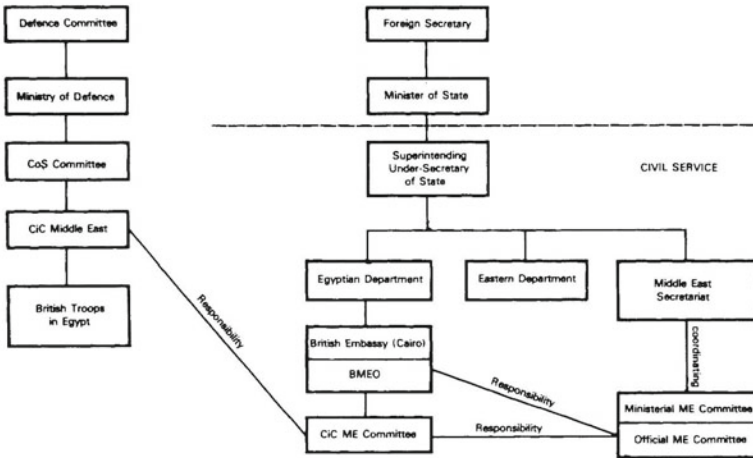 Defence Committee
Ministry of Defence
CoS Committee
CiC Middle East
British Troops
in Egypt
Foreign Secretary
Minister of State
Superintending
Under-Secretary
of State
CIVIL SERVICE
Egyptian Department
Eastern Department
Middle East
Secretariat
British Embassy (Cairo)
BMEO
CiC ME Committee
Ministerial ME Committee
Official ME Committee
Responsibility
Responsibility
Responsibility
coordinating